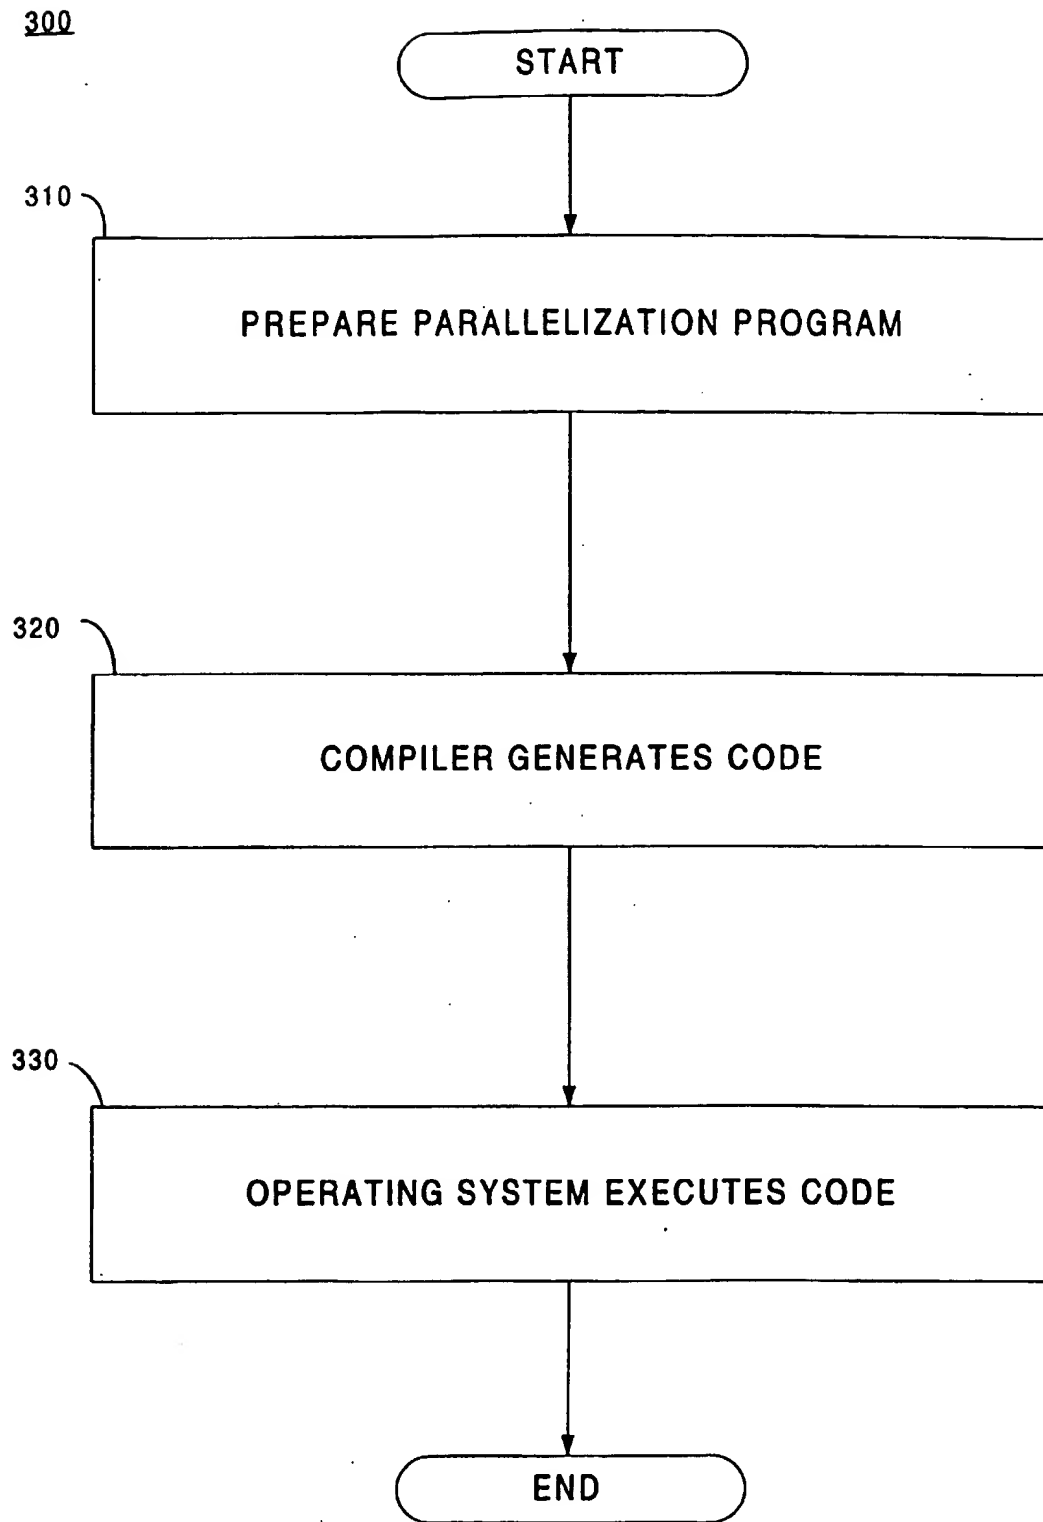 300
START
310
PREPARE PARALLELIZATION PROGRAM
320
COMPILER GENERATES CODE
330
OPERATING SYSTEM EXECUTES CODE
END